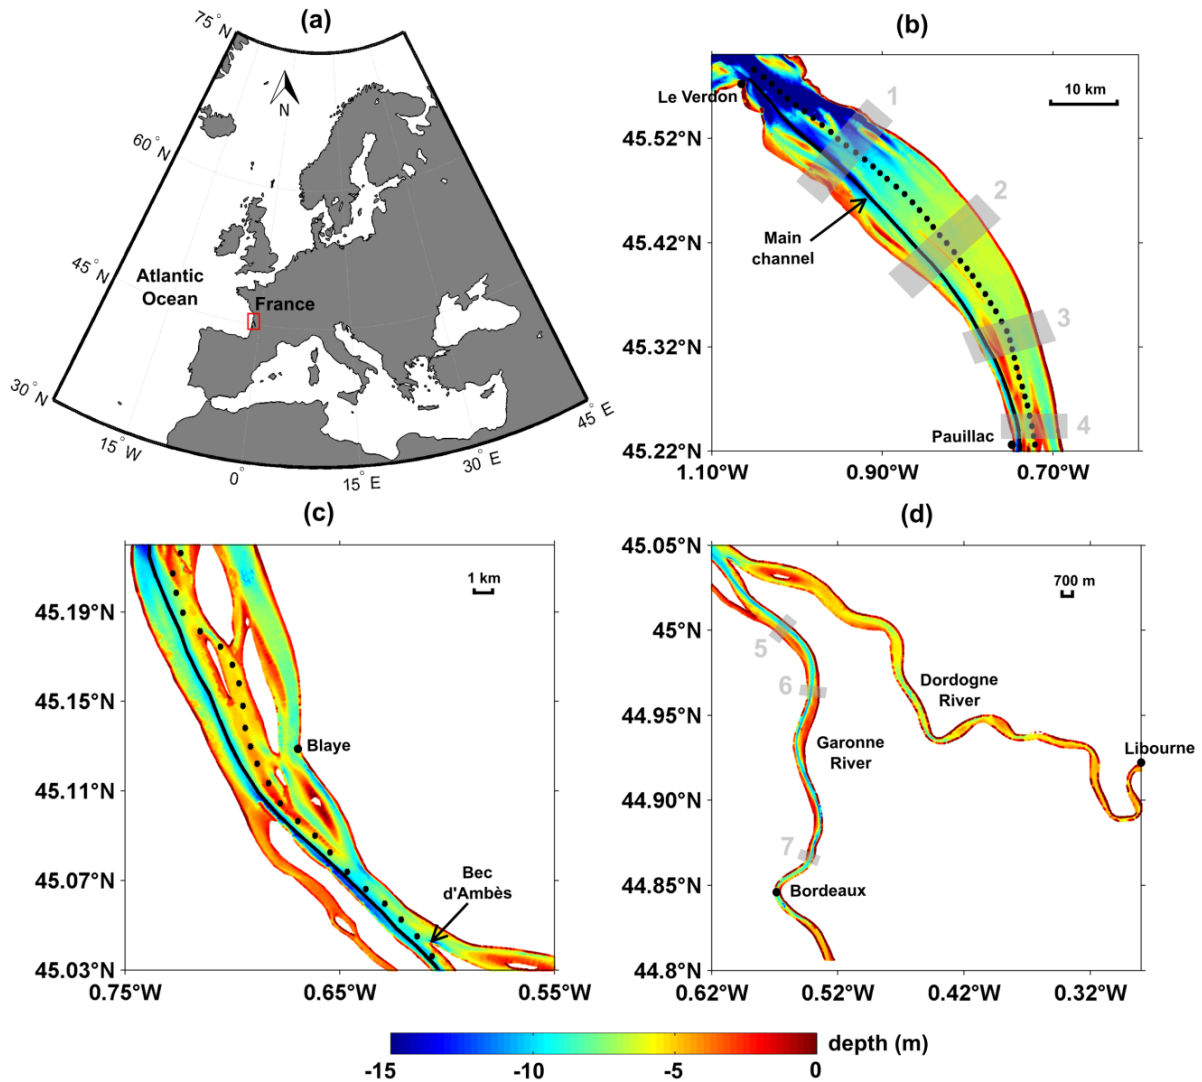 (a)
75° N
60° N
45° N
30° N
15° W
0°
15° E
30° E
45 E
N
Atlantic
Ocean
France
(b)
Le Verdon
10 km
1
2
3
4
Main
channel
Pauillac
45.52°N
45.42°N
45.32°N
45.22°N
1.10°W
0.90°W
0.70°W
(c)
1 km
45.19°N
45.15°N
45.11°N
45.07°N
45.03°N
Blaye
Bec
d'Ambès
0.75°W
0.65°W
0.55°W
(d)
700 m
45.05°N
45°N
44.95°N
44.90°N
44.85°N
44.8°N
5
6
7
Dordogne
River
Garonne
River
Libourne
Bordeaux
0.62°W
0.52°W
0.42°W
0.32°W
depth (m)
-15
-10
-5
0